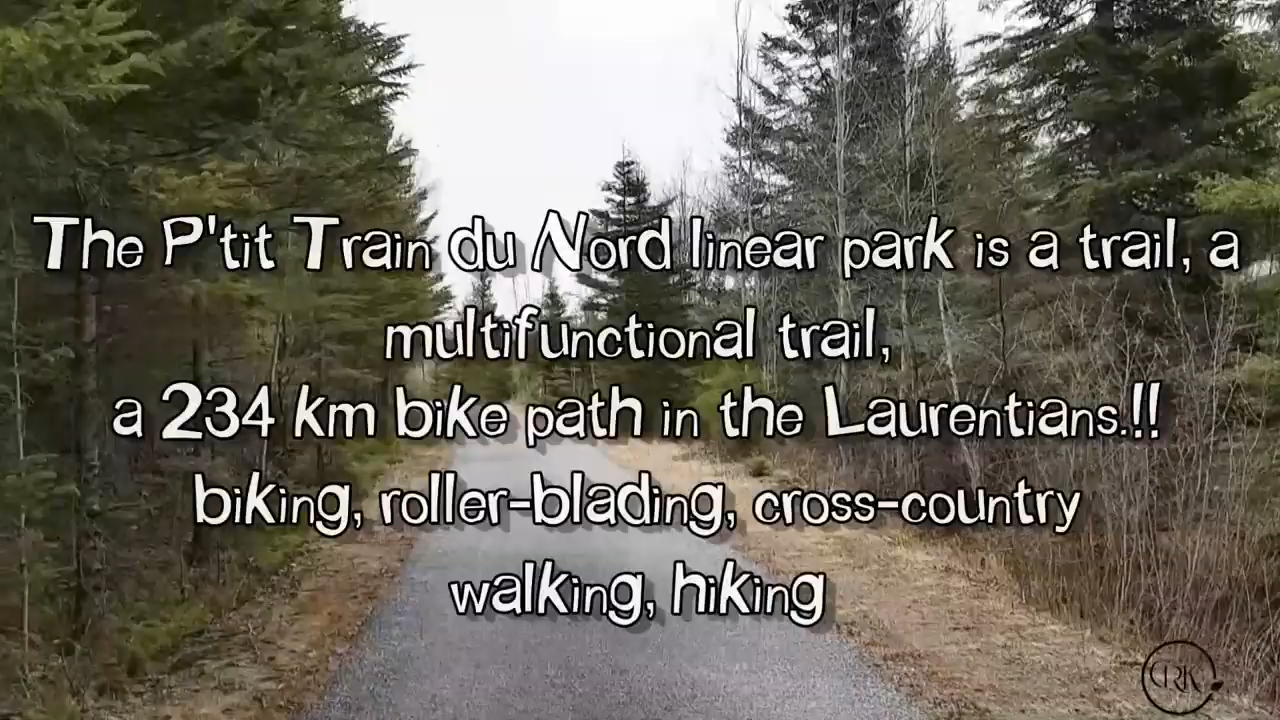 The P'tit Train du Nord linear park is a trail, a
multifunctional trail,
a 234 km bike path in the Laurentians.!!
biking, roller-blading, cross-country
walking, hiking
CRK